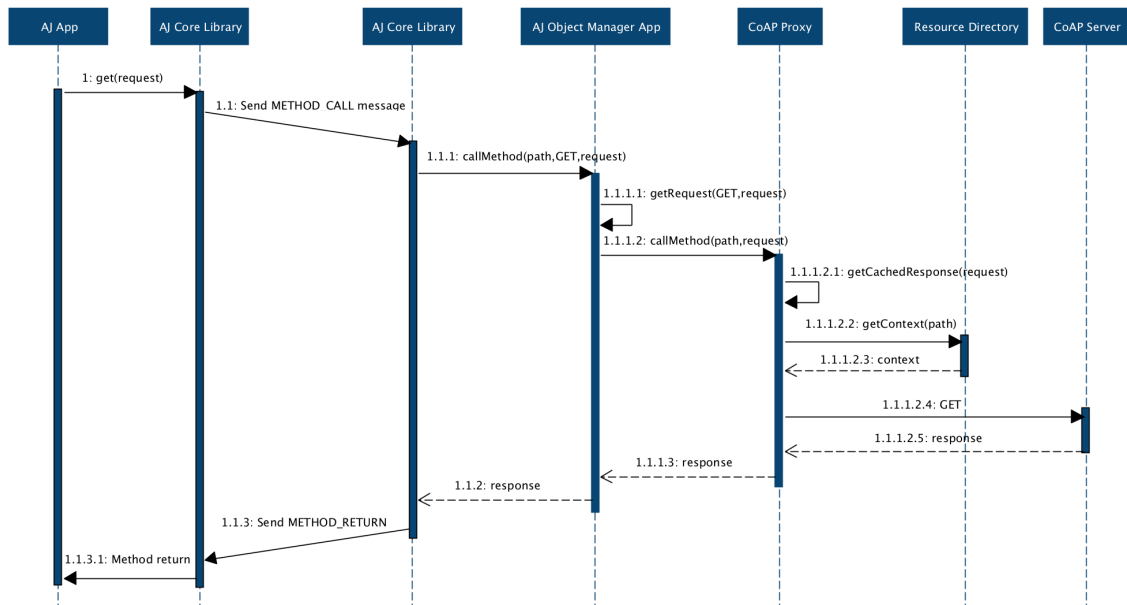 AJ App
AJ Core Library
AJ Core Library
AJ Object Manager App
CoAP Proxy
Resource Directory
CoAP Server
1: get(request)
1.1: Send METHOD_CALL message
1.1.1: callMethod(path,GET,request)
1.1.1.1: getRequest(GET,request)
1.1.1.2: callMethod(path,request)
1.1.1.2.1: getCachedResponse(request)
1.1.1.2.2: getContext(path)
1.1.1.2.3: context
1.1.1.2.4: GET
1.1.1.2.5: response
1.1.1.3: response
1.1.2: response
1.1.3: Send METHOD_RETURN
1.1.3.1: Method return